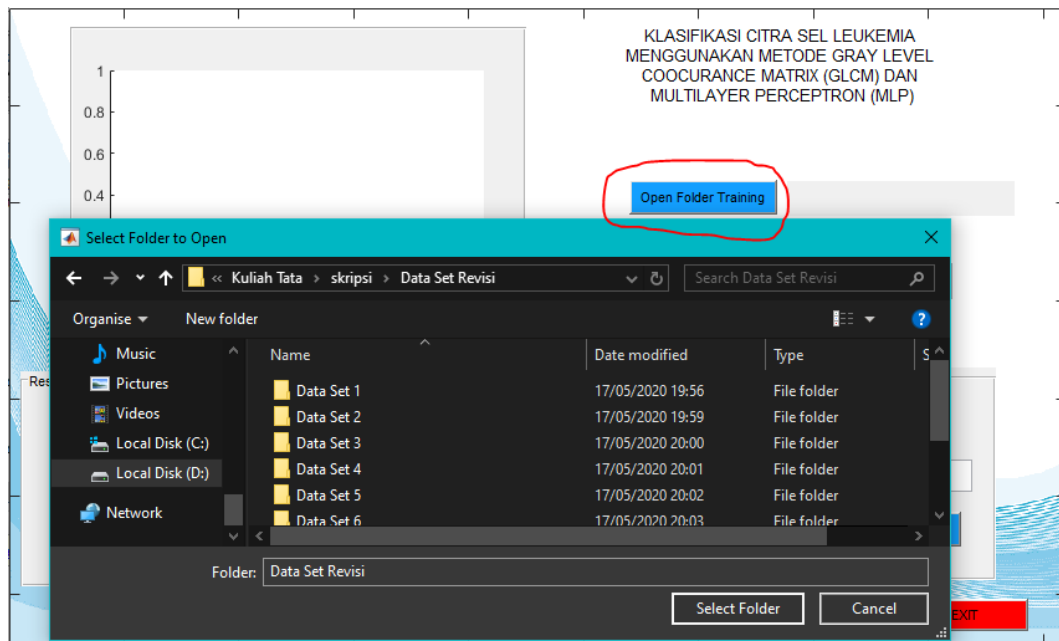 KLASIFIKASI CITRA SEL LEUKEMIA
MENGGUNAKAN METODE GRAY LEVEL
COOCURANCE MATRIX (GLCM) DAN
MULTILAYER PERCEPTRON (MLP)
1
0.8
0.6
0.4
Open Folder Training
Select Folder to Open
« Kuliah Tata › skripsi › Data Set Revisi
Search Data Set Revisi
Organise
New folder
Music
Pictures
Videos
Local Disk (C:)
Local Disk (D:)
Network
Name Date modified Type S
Data Set 1 17/05/2020 19:56 File folder
Data Set 2 17/05/2020 19:59 File folder
Data Set 3 17/05/2020 20:00 File folder
Data Set 4 17/05/2020 20:01 File folder
Data Set 5 17/05/2020 20:02 File folder
Data Set 6 17/05/2020 20:03 File folder
Res
Folder: Data Set Revisi
Select Folder
Cancel
EXIT